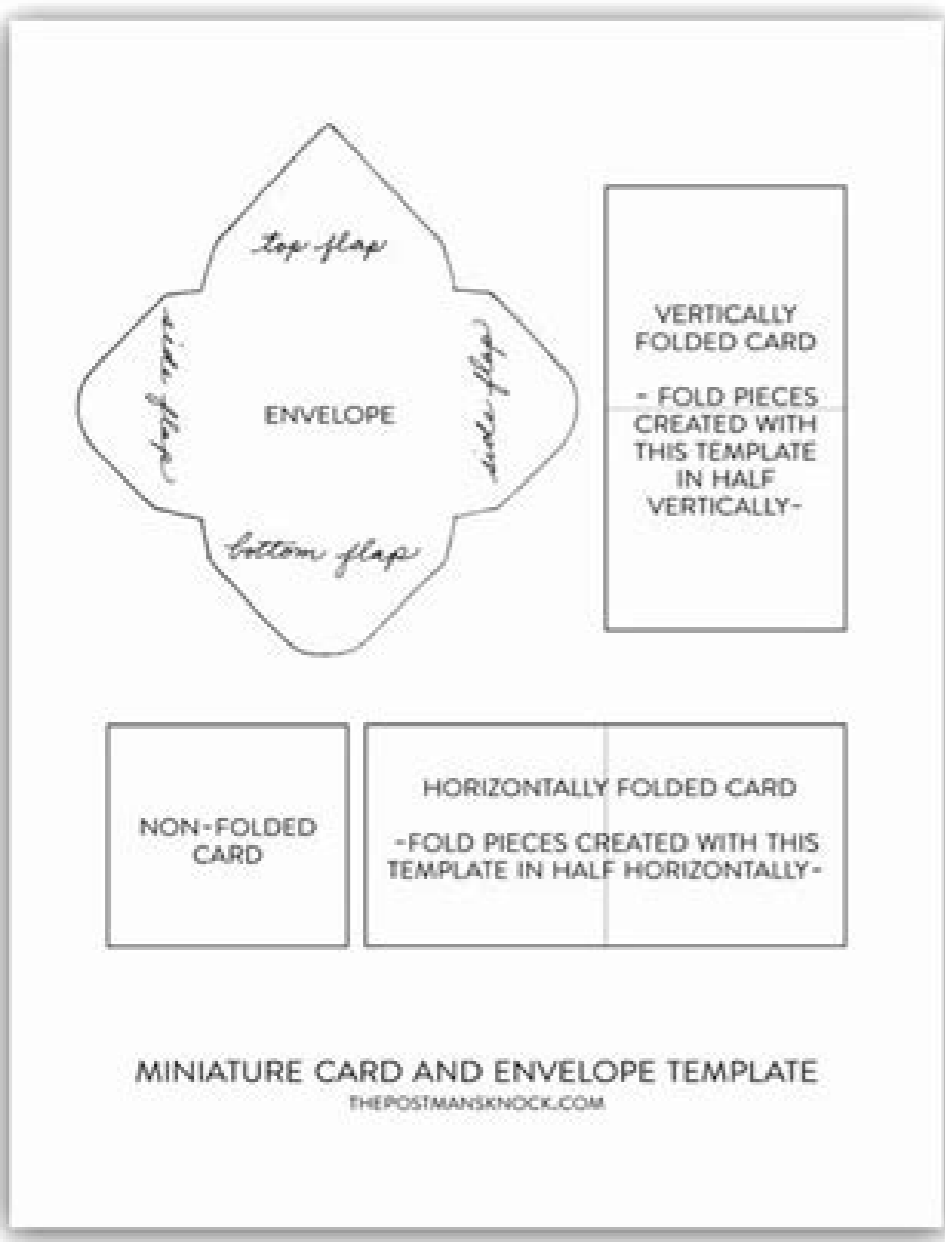 top flap
side flap
ENVELOPE
side flap
bottom flap
VERTICALLY
FOLDED CARD
- FOLD PIECES
CREATED WITH
THIS TEMPLATE
IN HALF
VERTICALLY-
NON-FOLDED
CARD
HORIZONTALLY FOLDED CARD
-FOLD PIECES CREATED WITH THIS
TEMPLATE IN HALF HORIZONTALLY-
MINIATURE CARD AND ENVELOPE TEMPLATE
THEPOSTMANSKNOCK.COM